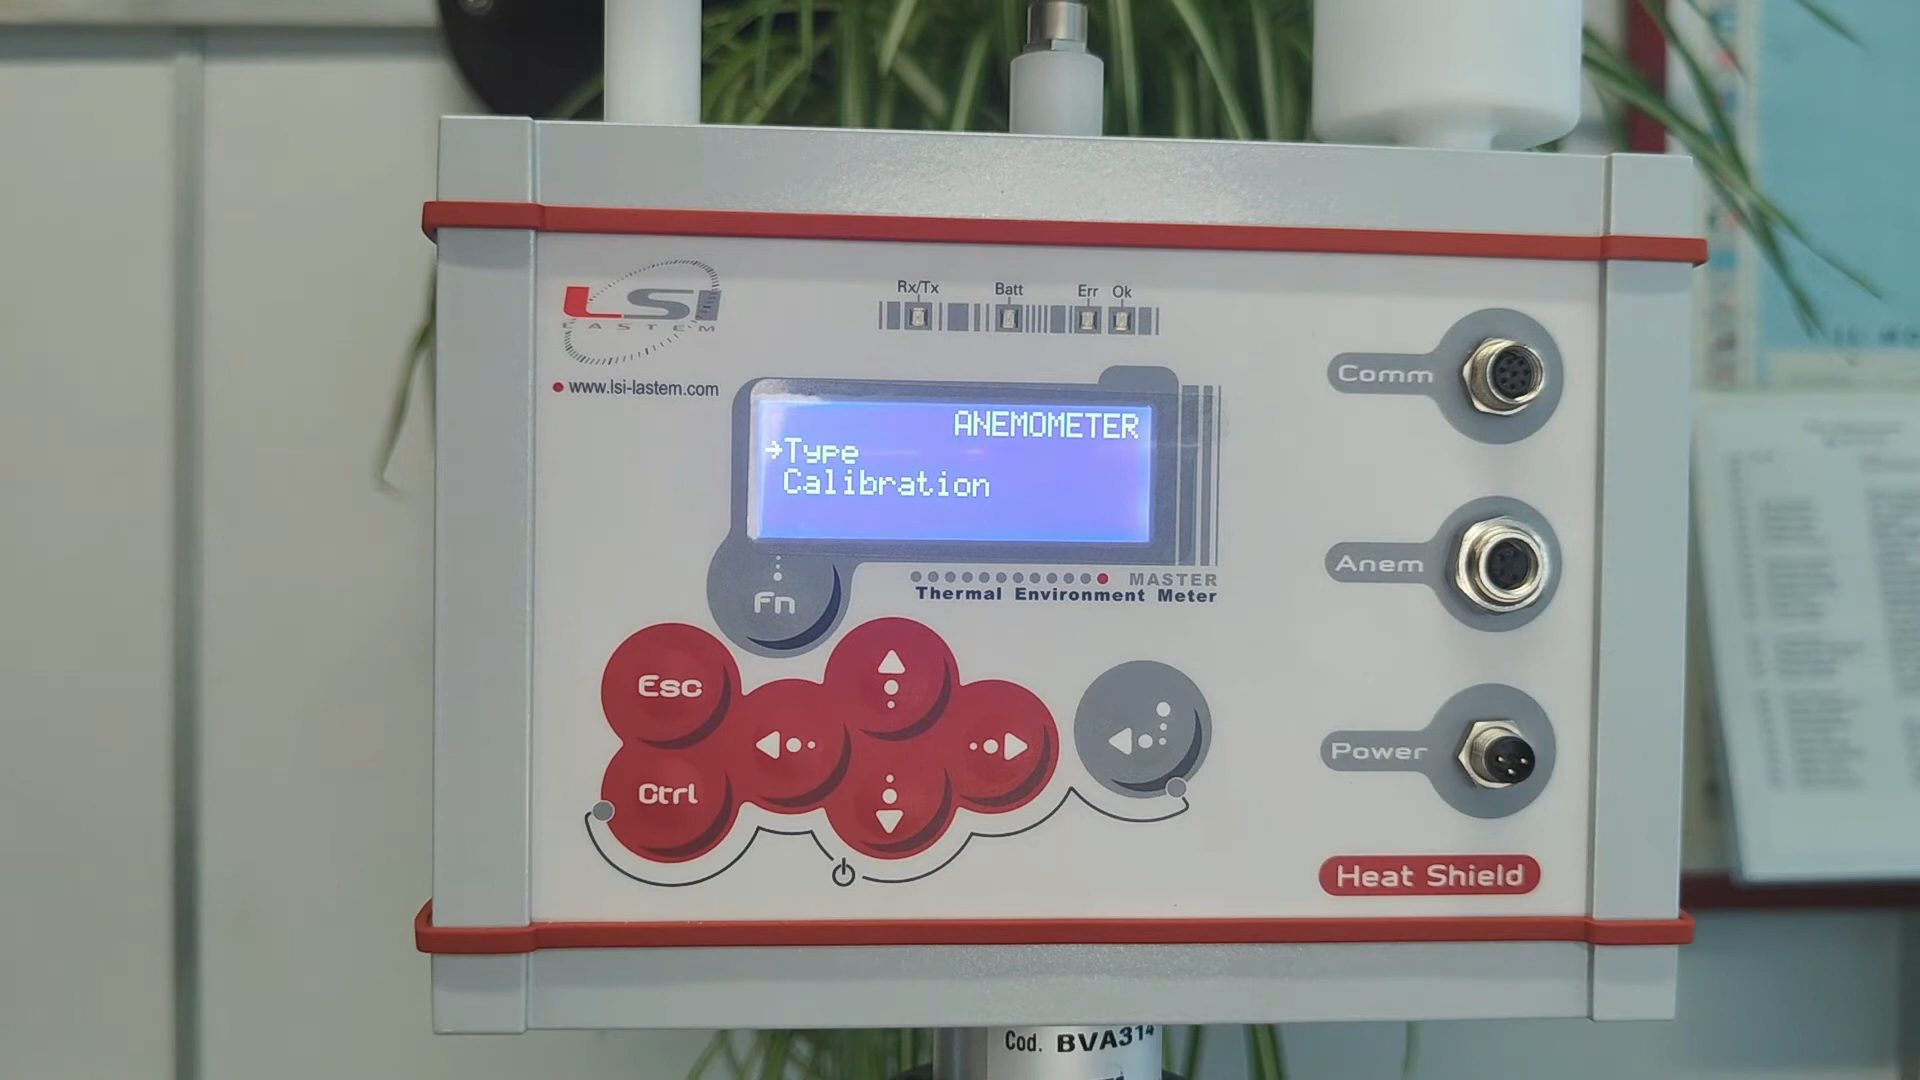 LSI
LASTEM
www.lsi-lastem.com
Rx/Tx Batt Err Ok
ANEMOMETER
→Type
Calibration
MASTER
Thermal Environment Meter
Fn
Esc
Ctrl
Comm
Anem
Power
Heat Shield
Cod. BVA314